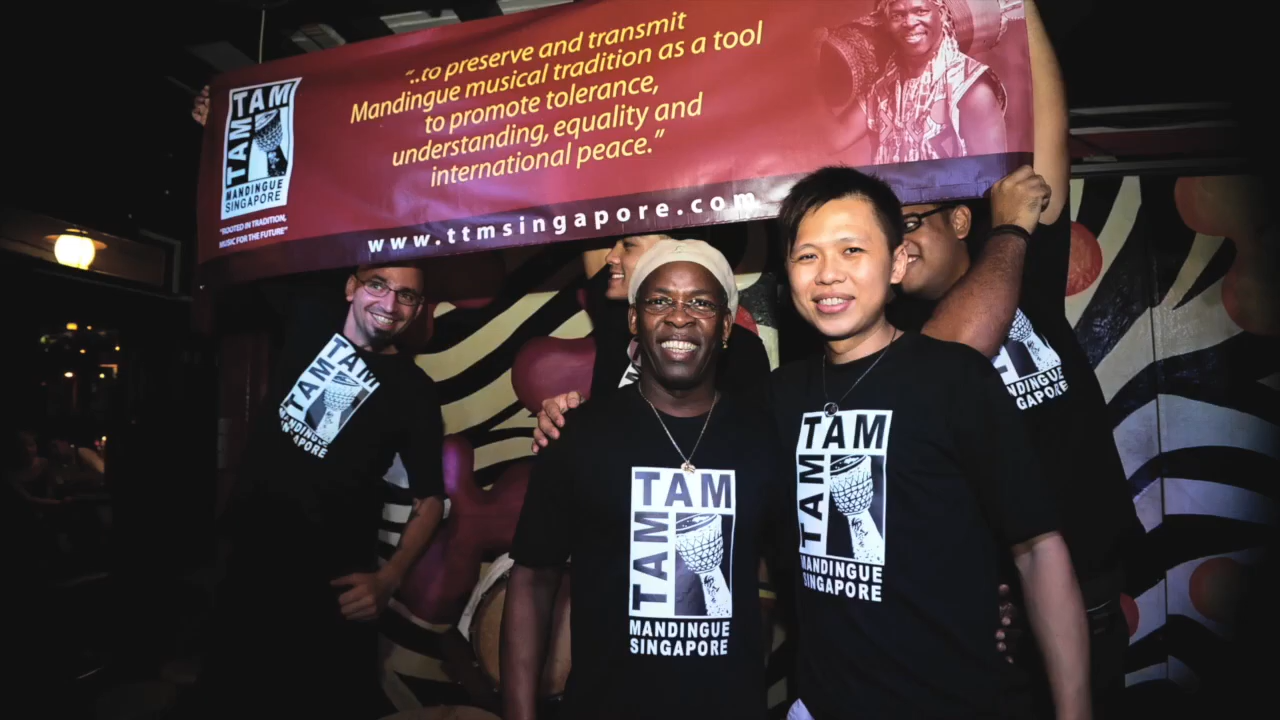 "..to preserve and transmit
Mandingue musical tradition as a tool
to promote tolerance,
understanding, equality and
international peace."
TAM
TAM
MANDINGUE
SINGAPORE
"ROOTED IN TRADITION,
MUSIC FOR THE FUTURE"
www.ttmsingapore.com
TAM
TAM
MANDINGUE
SINGAPORE
TAM
TAM
MANDINGUE
SINGAPORE
TAM
TAM
MANDINGUE
SINGAPORE
MANDINGUE
GAPORE